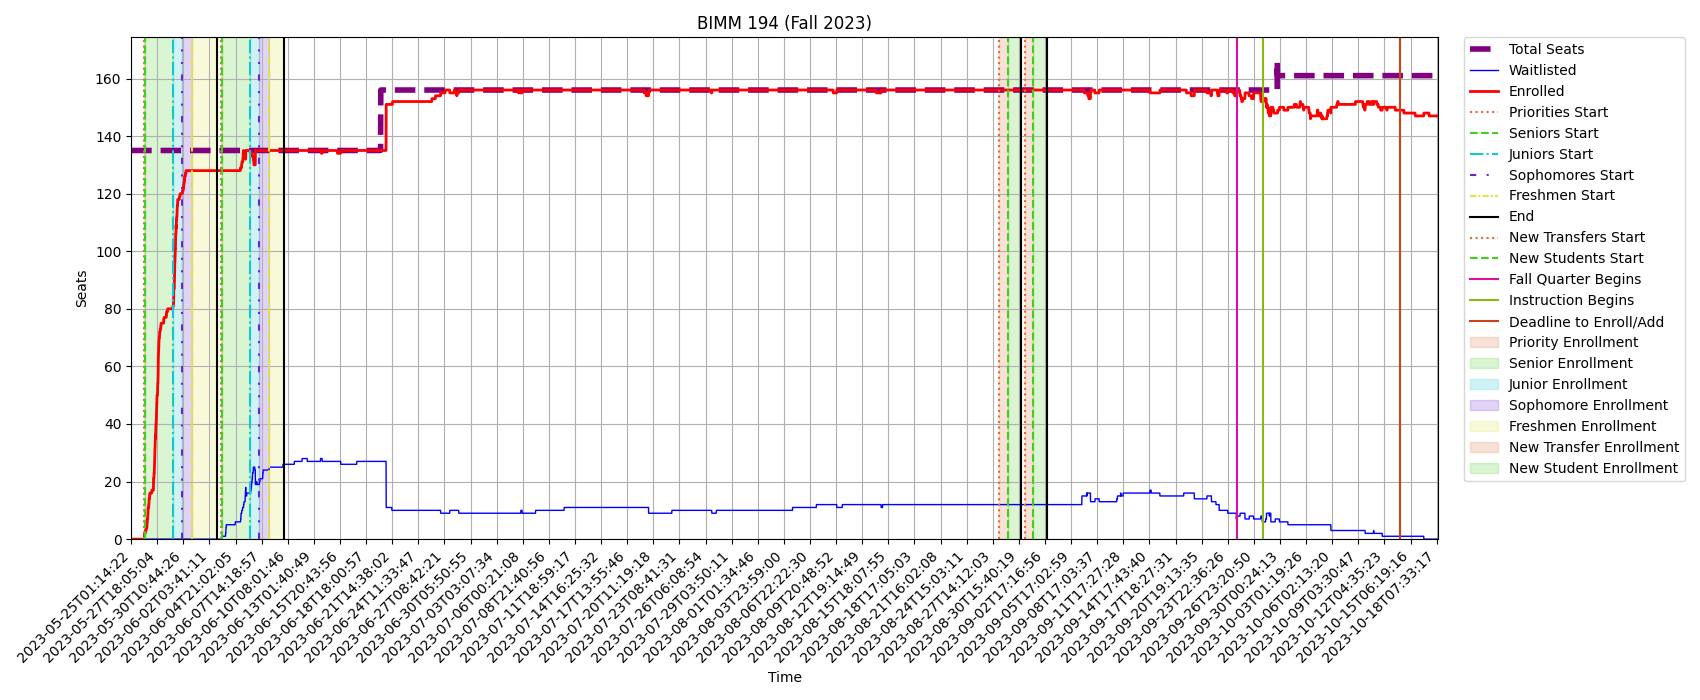 BIMM 194 (Fall 2023)
Seats
160
140
120
100
80
60
40
20
0
2023-05-25T01:14:22
2023-05-27T18:05:04
2023-05-30T10:44:26
2023-06-02T03:41:11
2023-06-04T21:02:05
2023-06-07T14:18:57
2023-06-10T08:01:46
2023-06-13T01:40:49
2023-06-15T20:43:56
2023-06-18T18:00:57
2023-06-21T14:38:02
2023-06-24T11:33:47
2023-06-27T08:42:21
2023-06-30T05:50:55
2023-07-03T03:07:34
2023-07-06T00:21:08
2023-07-08T21:40:56
2023-07-11T18:59:17
2023-07-14T16:25:32
2023-07-17T13:55:46
2023-07-20T11:19:18
2023-07-23T08:41:31
2023-07-26T06:08:54
2023-07-29T03:50:11
2023-08-01T01:34:46
2023-08-03T23:59:00
2023-08-06T22:22:30
2023-08-09T20:48:52
2023-08-12T19:14:49
2023-08-15T18:07:55
2023-08-18T17:05:03
2023-08-21T16:02:08
2023-08-24T15:03:11
2023-08-27T14:12:03
2023-08-30T15:40:19
2023-09-02T17:16:56
2023-09-05T17:02:59
2023-09-08T17:03:37
2023-09-11T17:27:28
2023-09-14T17:43:40
2023-09-17T18:27:31
2023-09-20T19:13:35
2023-09-23T22:36:26
2023-09-26T23:20:50
2023-09-30T00:24:13
2023-10-03T01:19:26
2023-10-06T02:13:20
2023-10-09T03:30:47
2023-10-12T04:35:23
2023-10-15T06:19:16
2023-10-18T07:33:17
Time
Total Seats
Waitlisted
Enrolled
Priorities Start
Seniors Start
Juniors Start
Sophomores Start
Freshmen Start
End
New Transfers Start
New Students Start
Fall Quarter Begins
Instruction Begins
Deadline to Enroll/Add
Priority Enrollment
Senior Enrollment
Junior Enrollment
Sophomore Enrollment
Freshmen Enrollment
New Transfer Enrollment
New Student Enrollment